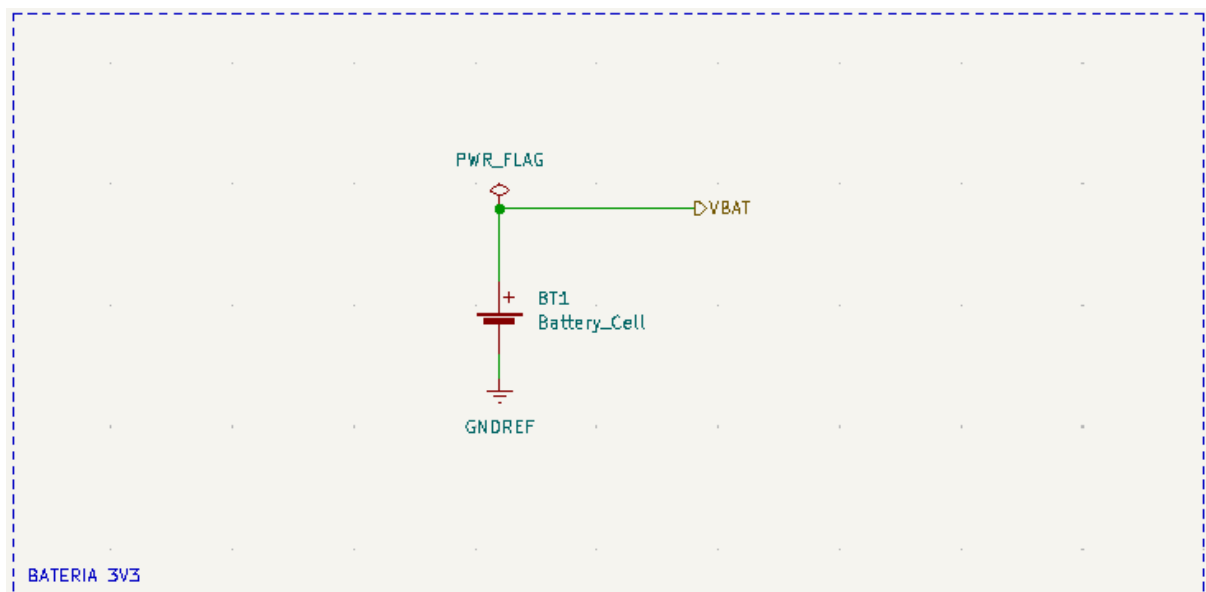 PWR_FLAG
VBAT
+
BT1
Battery_Cell
GNDREF
BATERIA 3V3